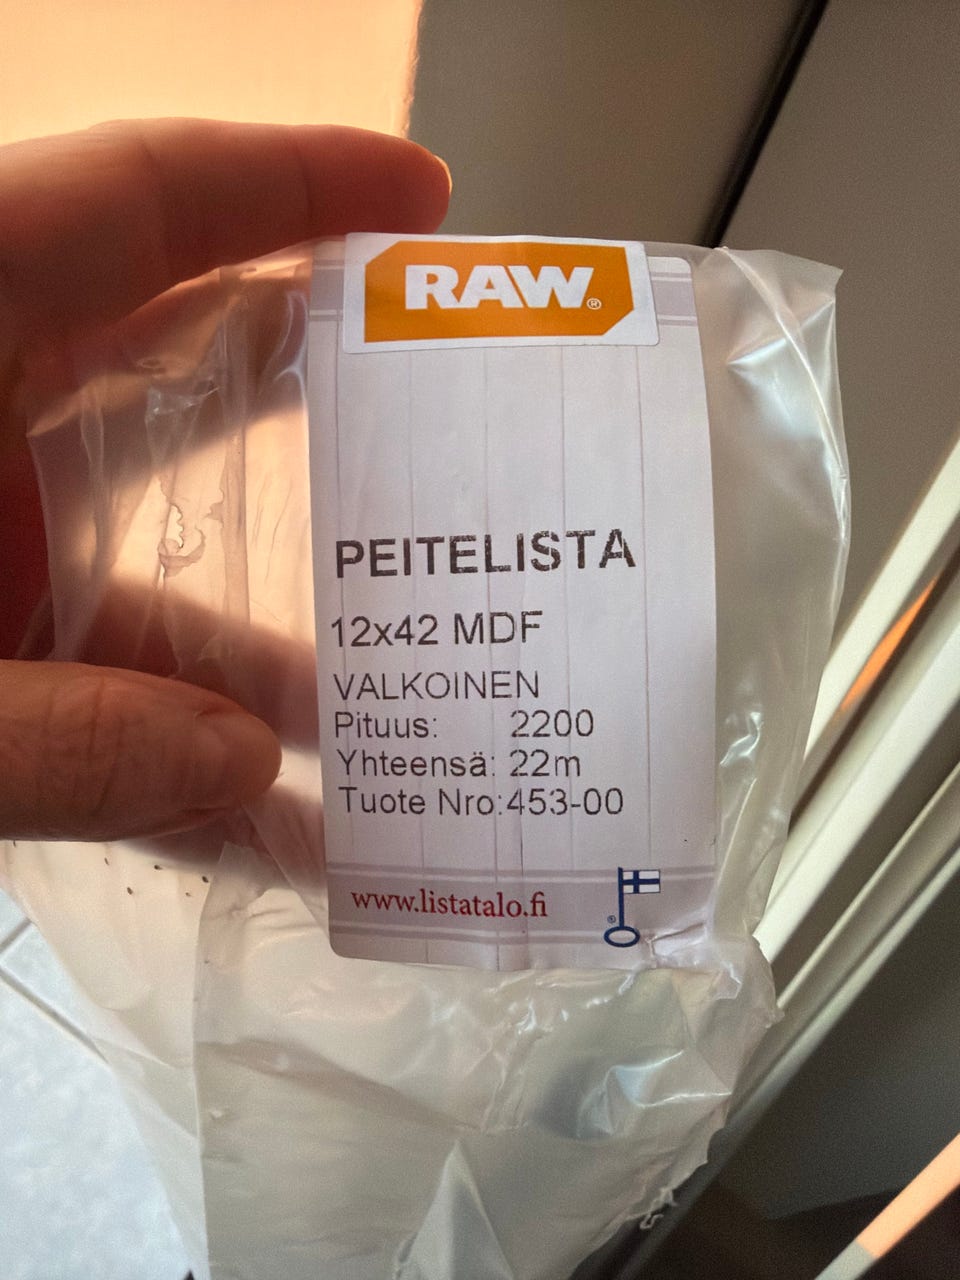 RAW®
PEITELISTA
12x42 MDF
VALKOINEN
Pituus: 2200
Yhteensä: 22m
Tuote Nro:453-00
www.listatalo.fi
®